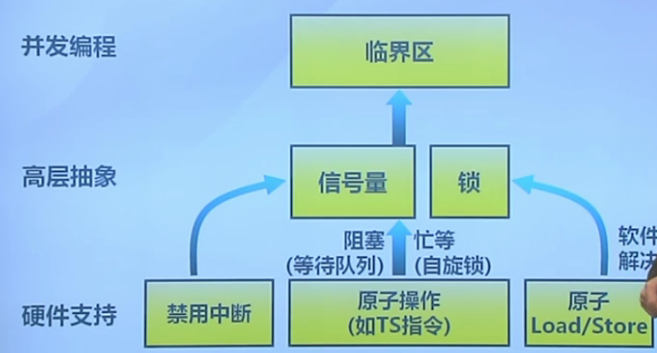 并发编程
临界区
高层抽象
信号量
锁
阻塞
(等待队列)
忙等
(自旋锁)
软件
解决
硬件支持
禁用中断
原子操作
(如TS指令)
原子
Load/Store